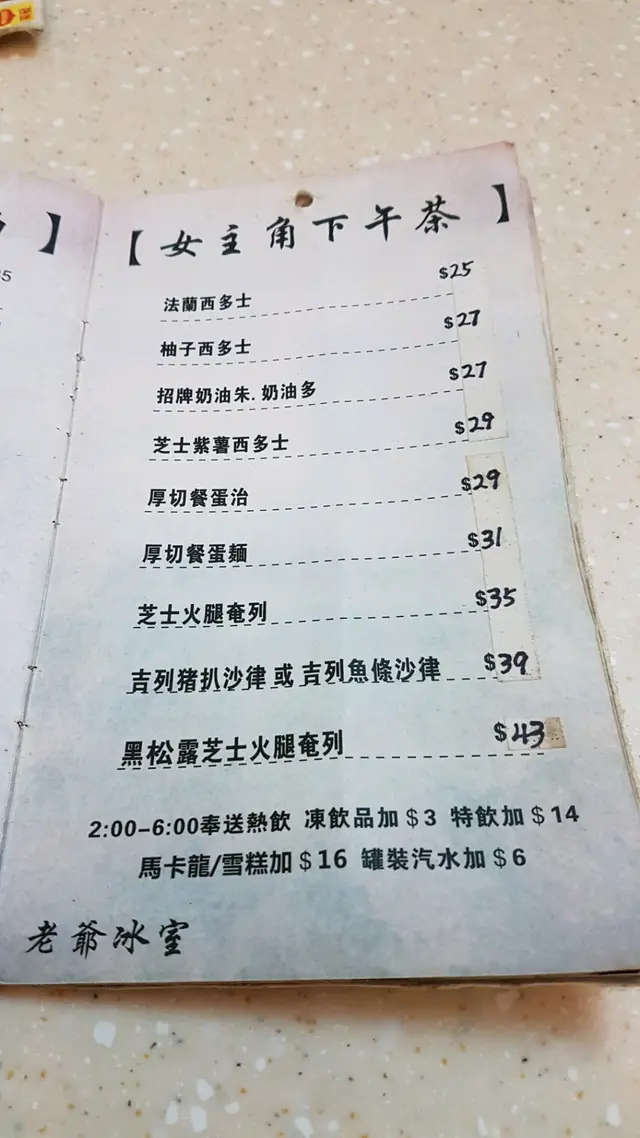 】
【女主角下午茶】
法蘭西多士 $25
柚子西多士 $27
招牌奶油朱.奶油多 $27
芝士紫薯西多士 $29
厚切餐蛋治 $29
厚切餐蛋麵 $31
芝士火腿奄列 $35
吉列豬扒沙律或吉列魚條沙律 $39
黑松露芝士火腿奄列 $43
2:00-6:00奉送熱飲 凍飲品加$3 特飲加$14
馬卡龍/雪糕加$16 罐裝汽水加$6
老爺冰室